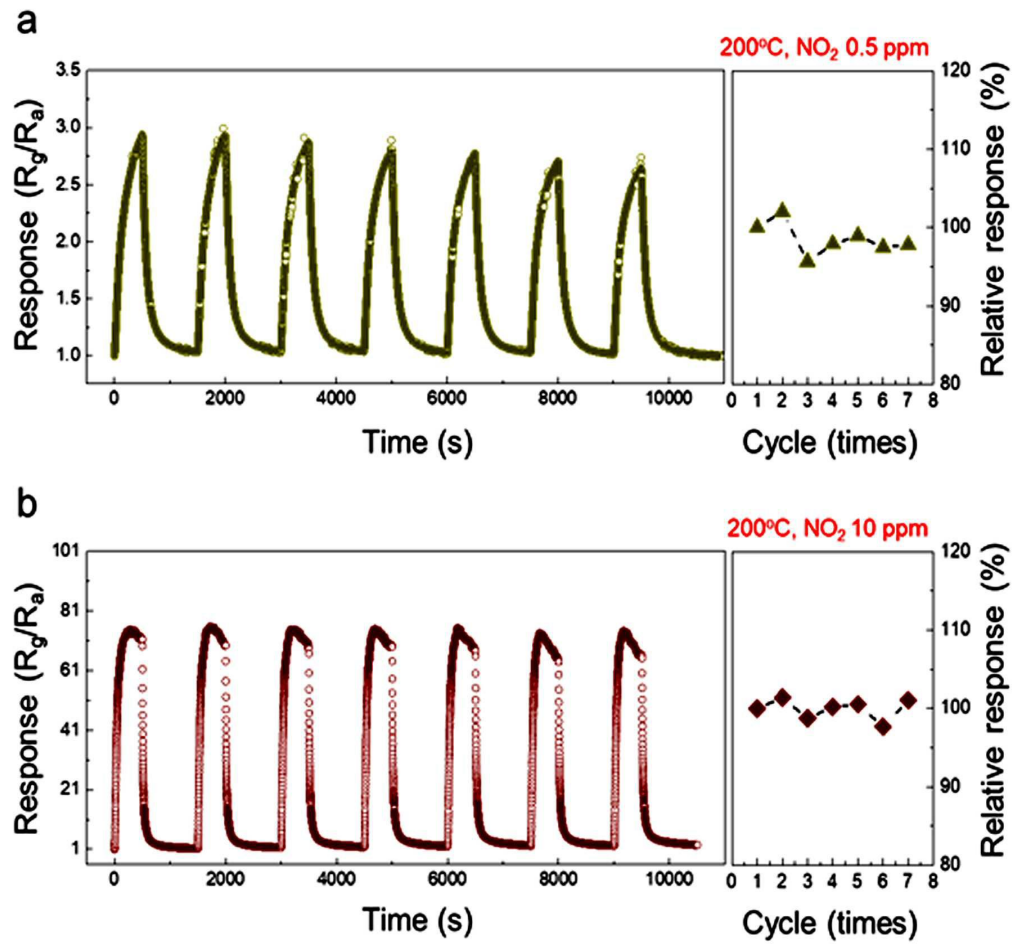 a
200°C, NO₂ 0.5 ppm
3.5
3.0
2.5
2.0
1.5
1.0
Response (Rg/Ra)
0 2000 4000 6000 8000 10000
Time (s)
120
110
100
90
80
Relative response (%)
0 1 2 3 4 5 6 7 8
Cycle (times)
b
200°C, NO₂ 10 ppm
101
81
61
41
21
1
Response (Rg/Ra)
0 2000 4000 6000 8000 10000
Time (s)
120
110
100
90
80
Relative response (%)
0 1 2 3 4 5 6 7 8
Cycle (times)